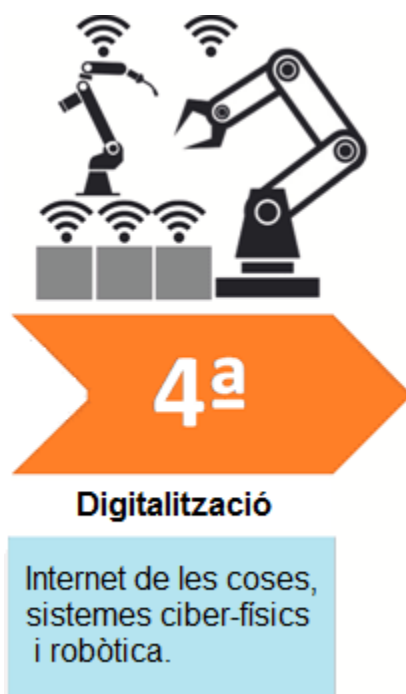 4ª
Digitalització
Internet de les coses,
sistemes ciber-físics
i robòtica.